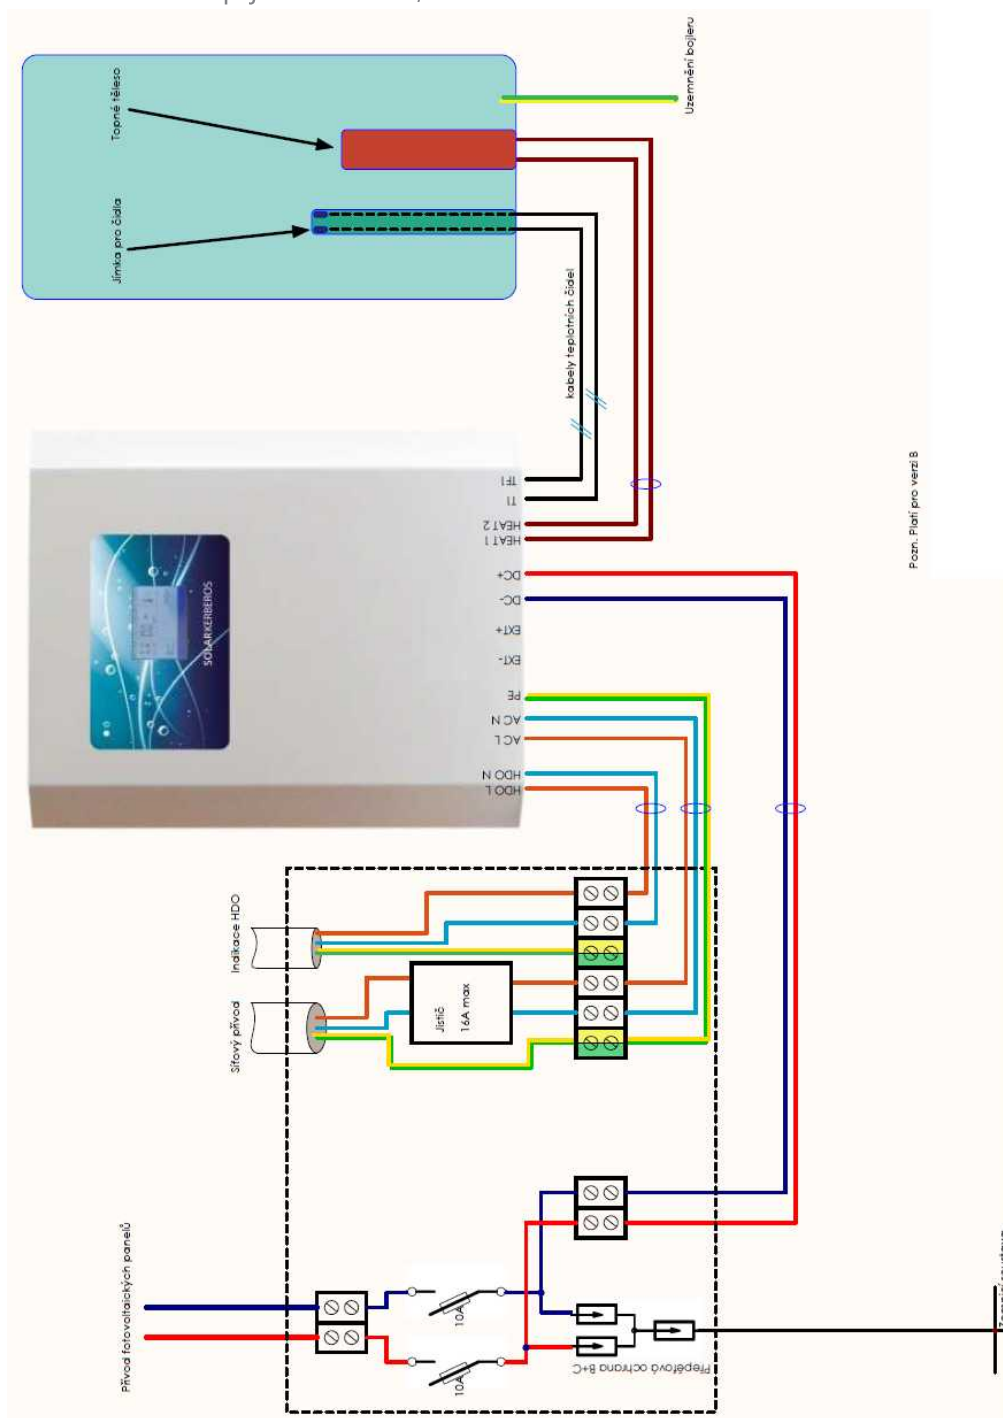 Uzemnění bojleru
Topné těleso
Jímka pro čidla
kabely teplotních čidel
Pozn. Platí pro verzi B
SOLARKERBEROS
TF1
T1
HEAT 2
HEAT 1
DC+
DC-
EXT+
EXT-
PE
AC N
AC L
HDO N
HDO L
Indikace HDO
Síťový přívod
Jistič
16A max
Přívod fotovoltaických panelů
10A
10A
Přepěťová ochrana B+C